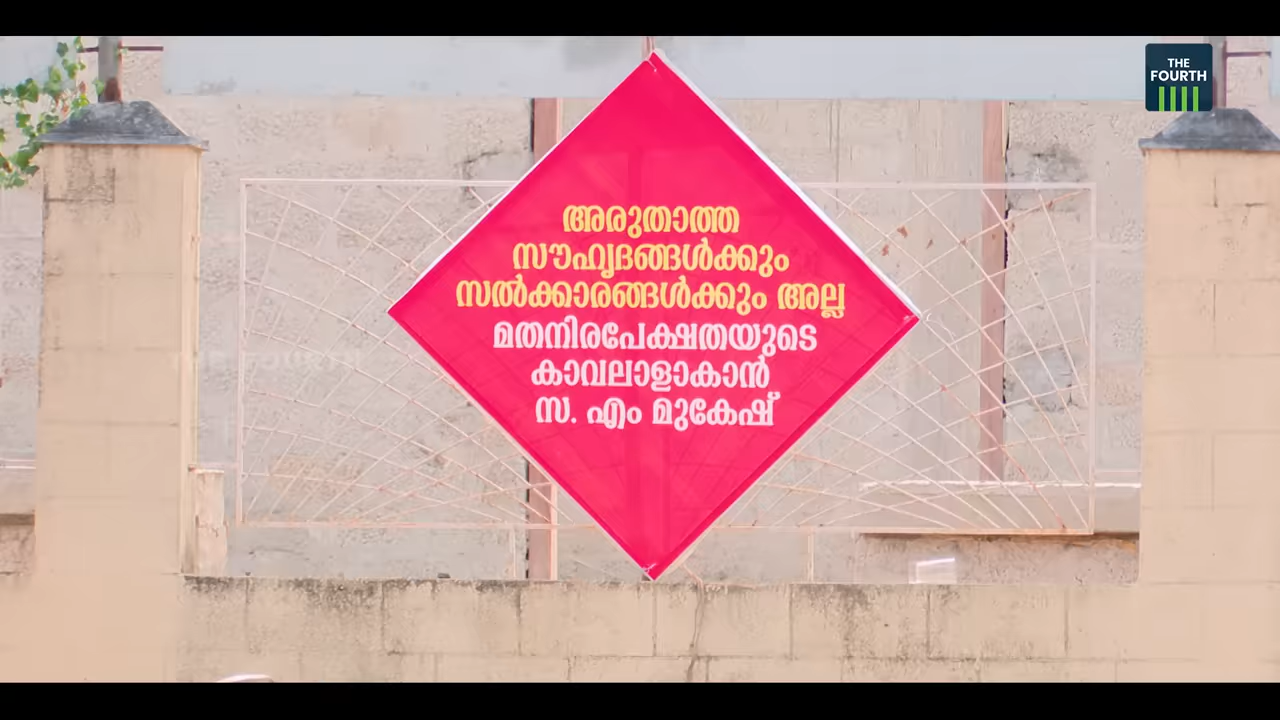 THE
FOURTH
അരുതാത്ത
സൗഹൃദങ്ങൾക്കും
സൽക്കാരങ്ങൾക്കും അല്ല
മതനിരപേക്ഷതയുടെ
കാവലാളാകാൻ
സ. എം മുകേഷ്